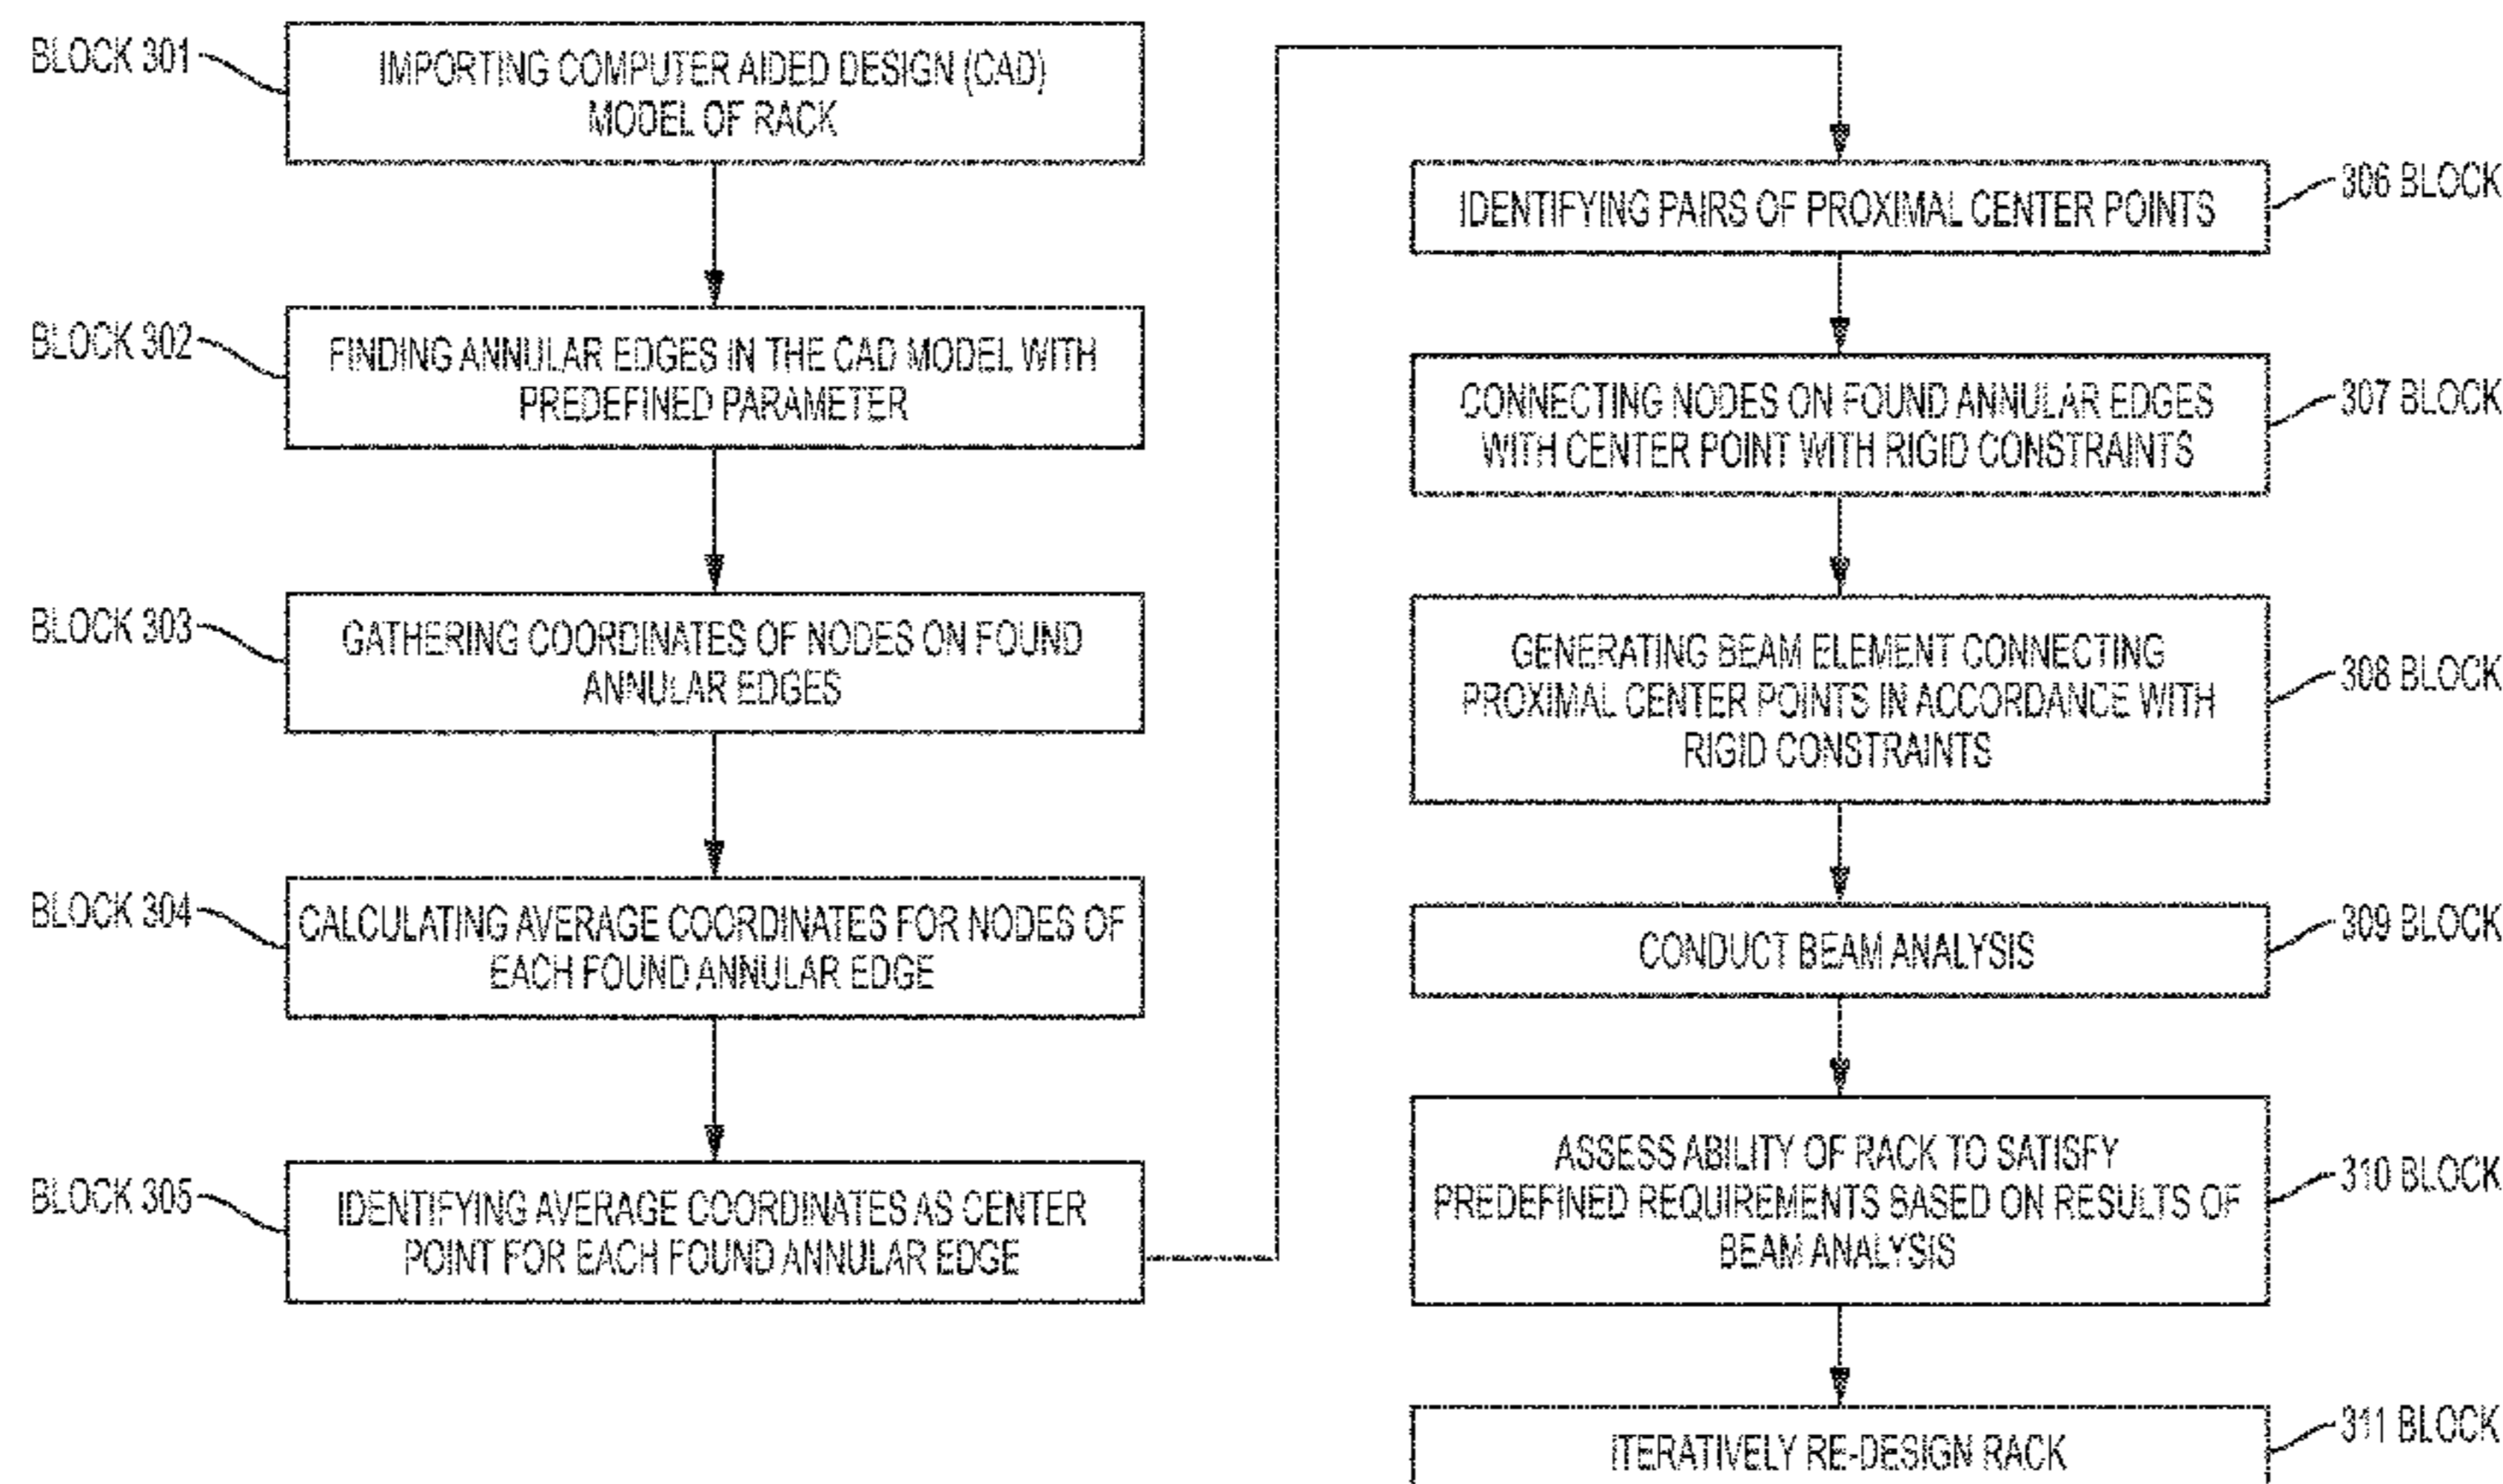 BLOCK 301
IMPORTING COMPUTER AIDED DESIGN (CAD)
MODEL OF RACK
BLOCK 302
FINDING ANNULAR EDGES IN THE CAD MODEL WITH
PREDEFINED PARAMETER
BLOCK 303
GATHERING COORDINATES OF NODES ON FOUND
ANNULAR EDGES
BLOCK 304
CALCULATING AVERAGE COORDINATES FOR NODES OF
EACH FOUND ANNULAR EDGE
BLOCK 305
IDENTIFYING AVERAGE COORDINATES AS CENTER
POINT FOR EACH FOUND ANNULAR EDGE
306 BLOCK
IDENTIFYING PAIRS OF PROXIMAL CENTER POINTS
307 BLOCK
CONNECTING NODES ON FOUND ANNULAR EDGES
WITH CENTER POINT WITH RIGID CONSTRAINTS
308 BLOCK
GENERATING BEAM ELEMENT CONNECTING
PROXIMAL CENTER POINTS IN ACCORDANCE WITH
RIGID CONSTRAINTS
309 BLOCK
CONDUCT BEAM ANALYSIS
310 BLOCK
ASSESS ABILITY OF RACK TO SATISFY
PREDEFINED REQUIREMENTS BASED ON RESULTS OF
BEAM ANALYSIS
311 BLOCK
ITERATIVELY RE-DESIGN RACK